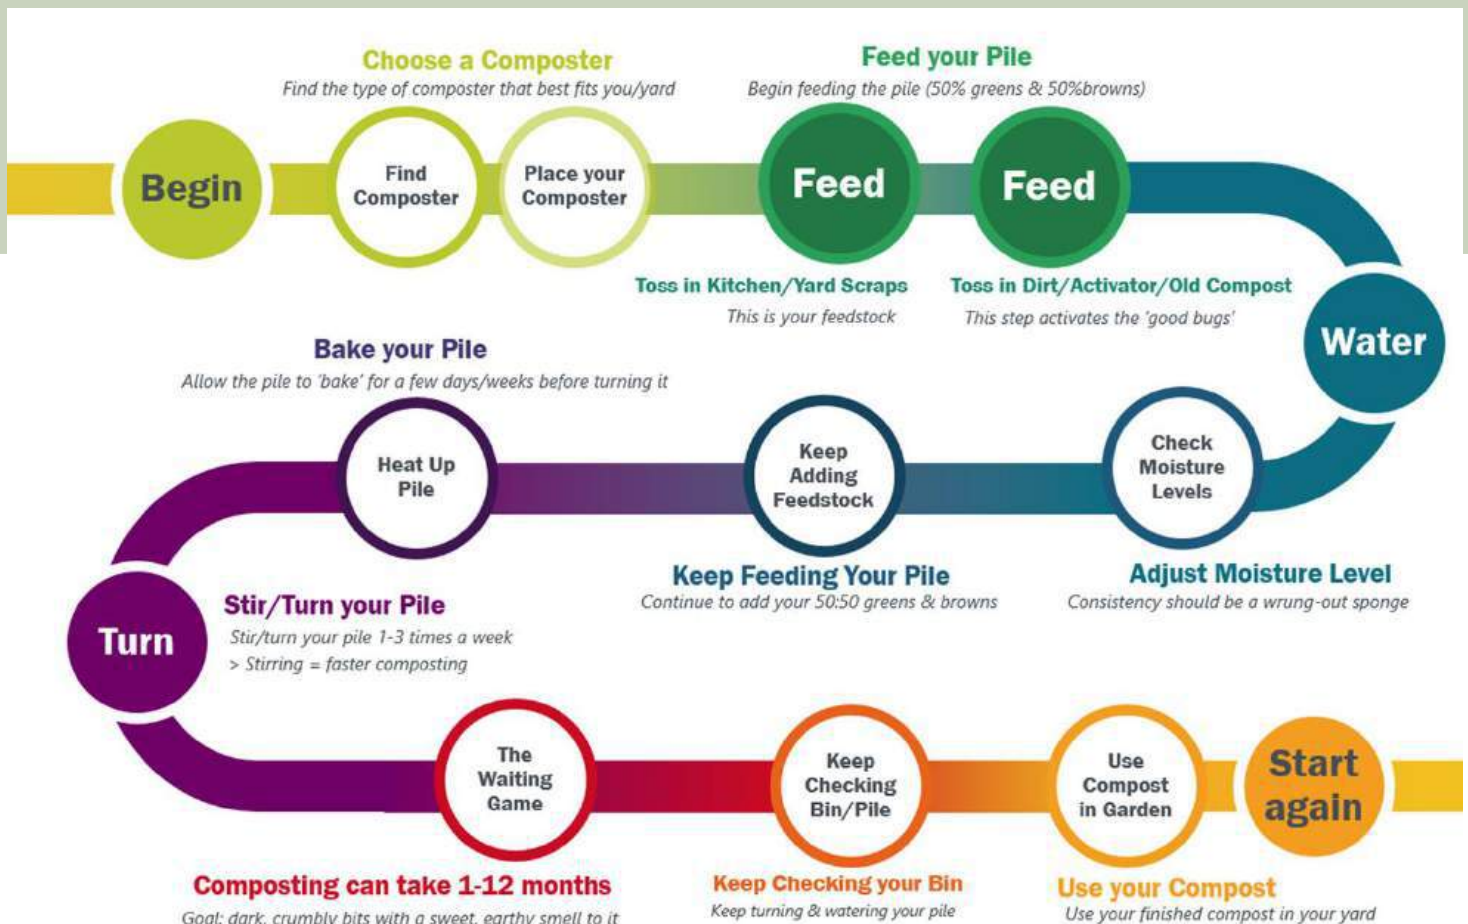 Choose a Composter
Find the type of composter that best fits you/yard
Feed your Pile
Begin feeding the pile (50% greens & 50%browns)
Begin
Find
Composter
Place your
Composter
Feed
Feed
Toss in Kitchen/Yard Scraps
This is your feedstock
Toss in Dirt/Activator/Old Compost
This step activates the 'good bugs'
Water
Check
Moisture
Levels
Adjust Moisture Level
Consistency should be a wrung-out sponge
Keep
Adding
Feedstock
Keep Feeding Your Pile
Continue to add your 50:50 greens & browns
Bake your Pile
Allow the pile to 'bake' for a few days/weeks before turning it
Heat Up
Pile
Turn
Stir/Turn your Pile
Stir/turn your pile 1-3 times a week
> Stirring = faster composting
The
Waiting
Game
Composting can take 1-12 months
Goal: dark, crumbly bits with a sweet, earthy smell to it
Keep
Checking
Bin/Pile
Keep Checking your Bin
Keep turning & watering your pile
Use
Compost
in Garden
Use your Compost
Use your finished compost in your yard
Start
again